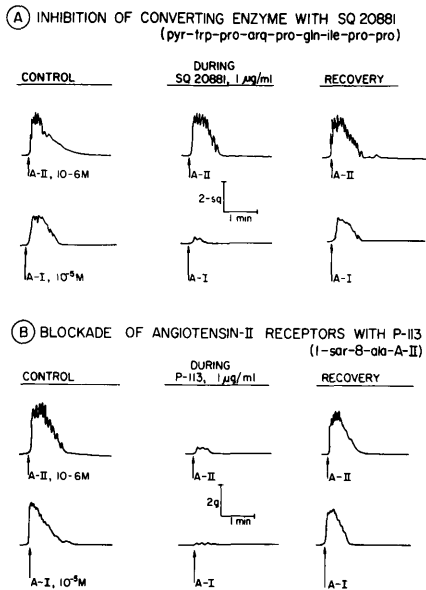 A INHIBITION OF CONVERTING ENZYME WITH SQ 20881
(pyr-trp-pro-arq-pro-gln-ile-pro-pro)
CONTROL
DURING
SQ 20881, 1 µg/ml
RECOVERY
A-II, 10-6M
A-II
A-II
2-sq
1 min
A-I, 10⁻⁵M
A-I
A-I
B BLOCKADE OF ANGIOTENSIN-II RECEPTORS WITH P-113
(1-sar-8-ala-A-II)
CONTROL
DURING
P-113, 1 µg/ml
RECOVERY
A-II, 10-6M
A-II
A-II
2g
1 min
A-I, 10⁻⁵M
A-I
A-I